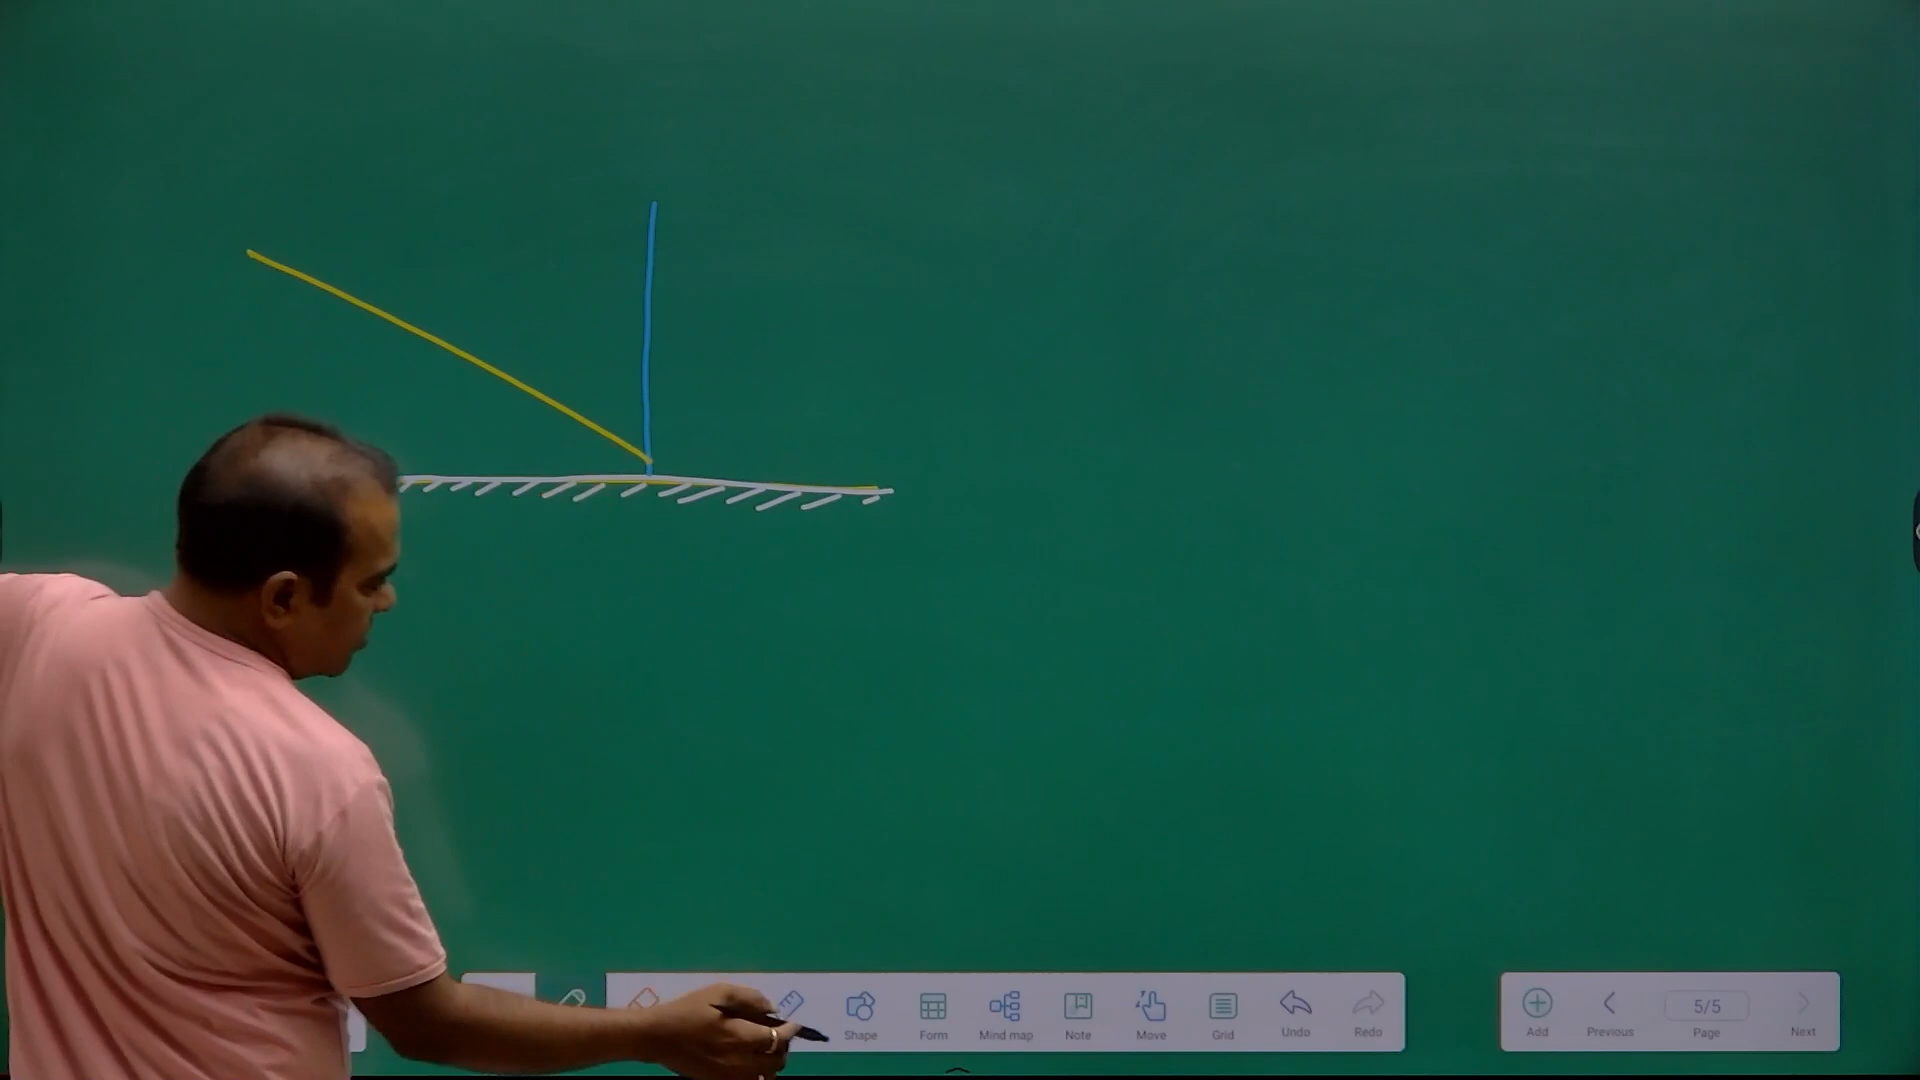 Shape Form Mind map Note Move Grid Undo Redo
Add Previous 5/5 Page Next